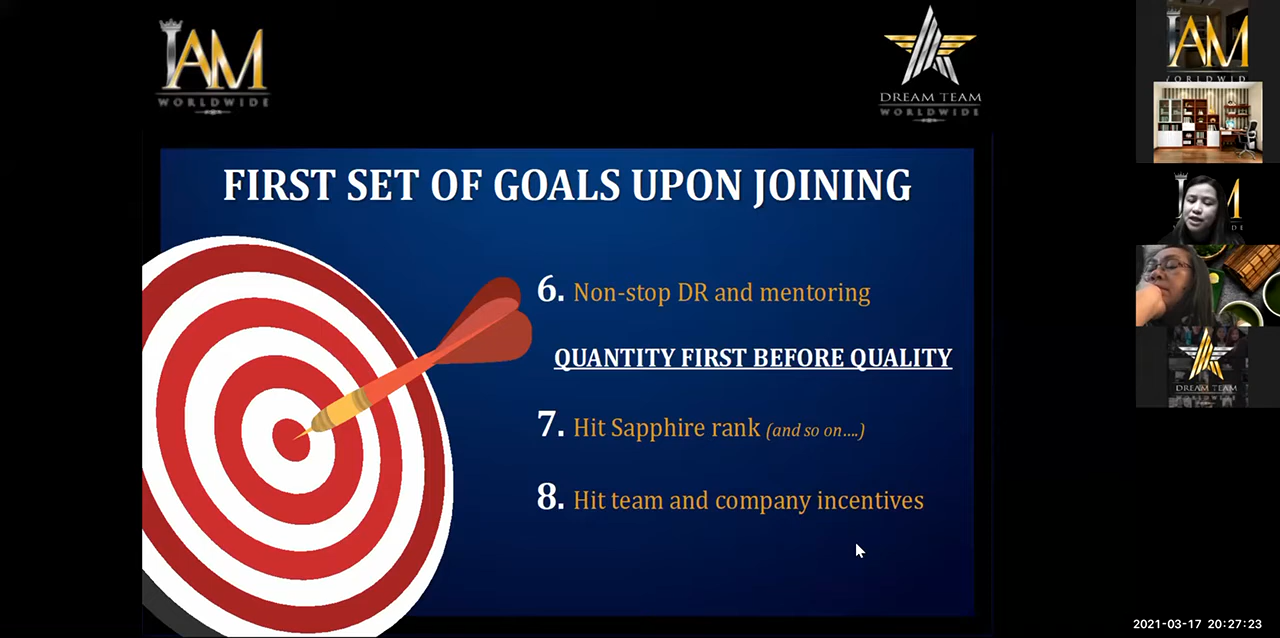 IAM
WORLDWIDE
DREAM TEAM
WORLDWIDE
FIRST SET OF GOALS UPON JOINING
6. Non-stop DR and mentoring
QUANTITY FIRST BEFORE QUALITY
7. Hit Sapphire rank (and so on....)
8. Hit team and company incentives
IAM
WORLDWID
DREAM TEAM
2021-03-17 20:27:23